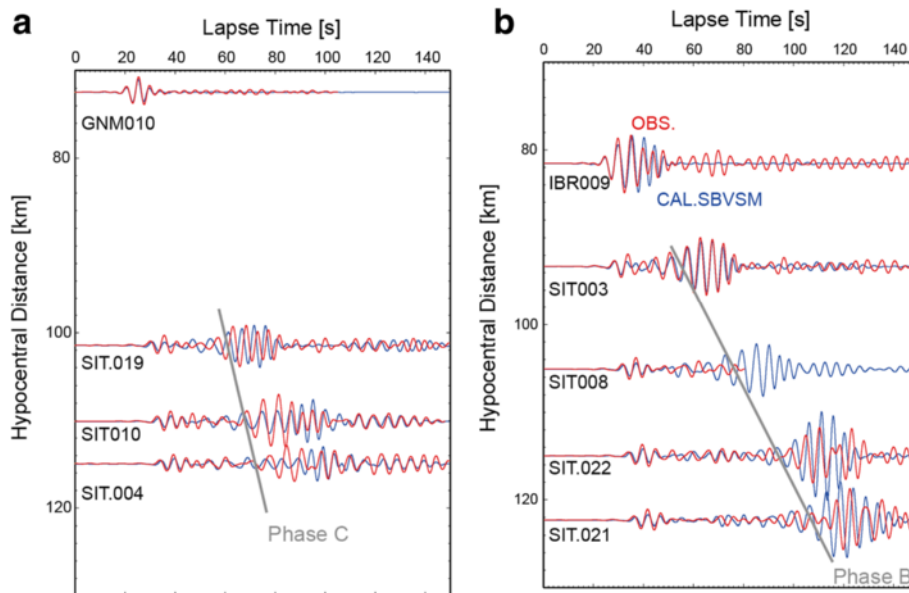 a
Lapse Time [s]
0 20 40 60 80 100 120 140
Hypocentral Distance [km]
80
100
120
GNM010
SIT.019
SIT010
SIT.004
Phase C
b
Lapse Time [s]
0 20 40 60 80 100 120 140
Hypocentral Distance [km]
80
100
120
OBS.
IBR009
CAL.SBVSM
SIT003
SIT008
SIT.022
SIT.021
Phase B